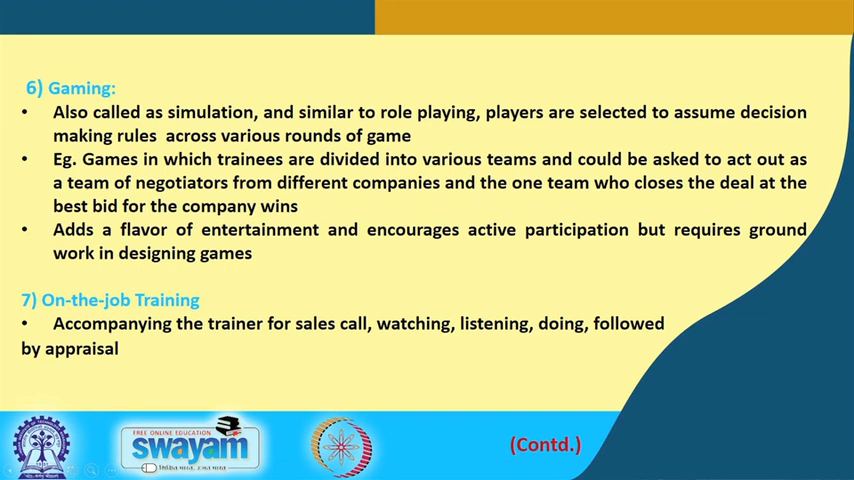 6) Gaming:
• Also called as simulation, and similar to role playing, players are selected to assume decision
making rules across various rounds of game
• Eg. Games in which trainees are divided into various teams and could be asked to act out as
a team of negotiators from different companies and the one team who closes the deal at the
best bid for the company wins
• Adds a flavor of entertainment and encourages active participation but requires ground
work in designing games
7) On-the-job Training
• Accompanying the trainer for sales call, watching, listening, doing, followed
by appraisal
FREE ONLINE EDUCATION
swayam
(Contd.)